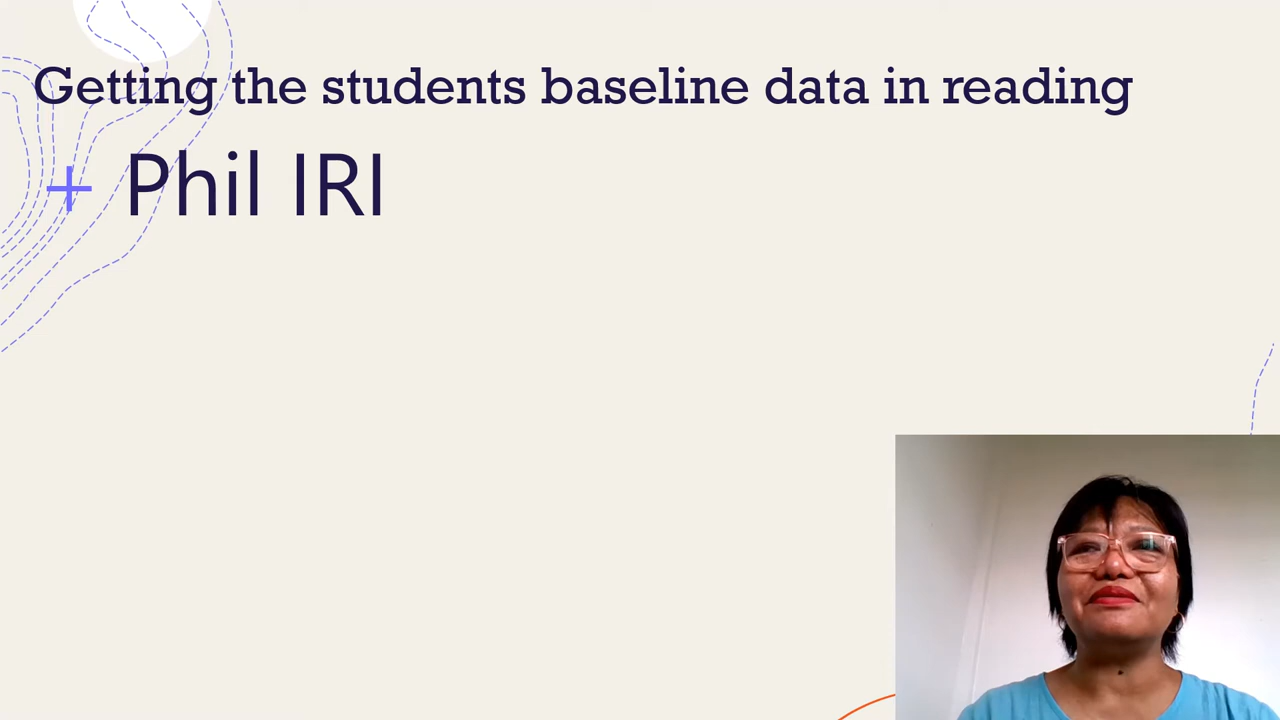 Getting the students baseline data in reading
+ Phil IRI